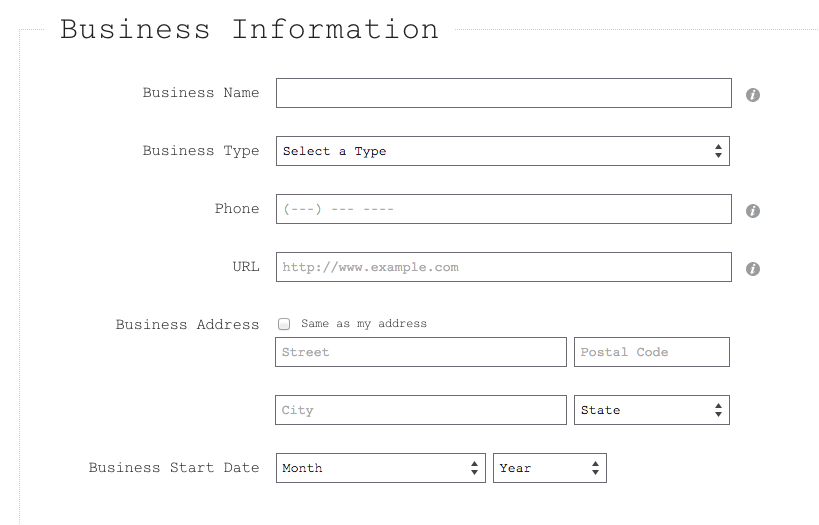 Business Information
Business Name
Business Type Select a Type
Phone (---) --- ----
URL http://www.example.com
Business Address Same as my address
Street Postal Code
City State
Business Start Date Month Year